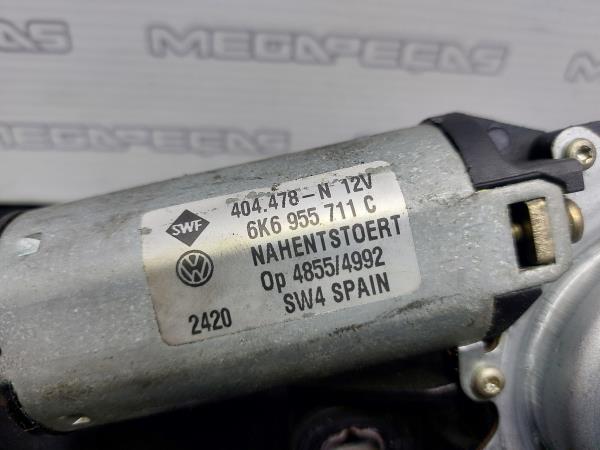 MEGAPEÇAS
MEGAPEÇAS
404.478-N 12V
SWF
6K6 955 711 C
NAHENTSTOERT
Op 4855/4992
2420
SW4 SPAIN